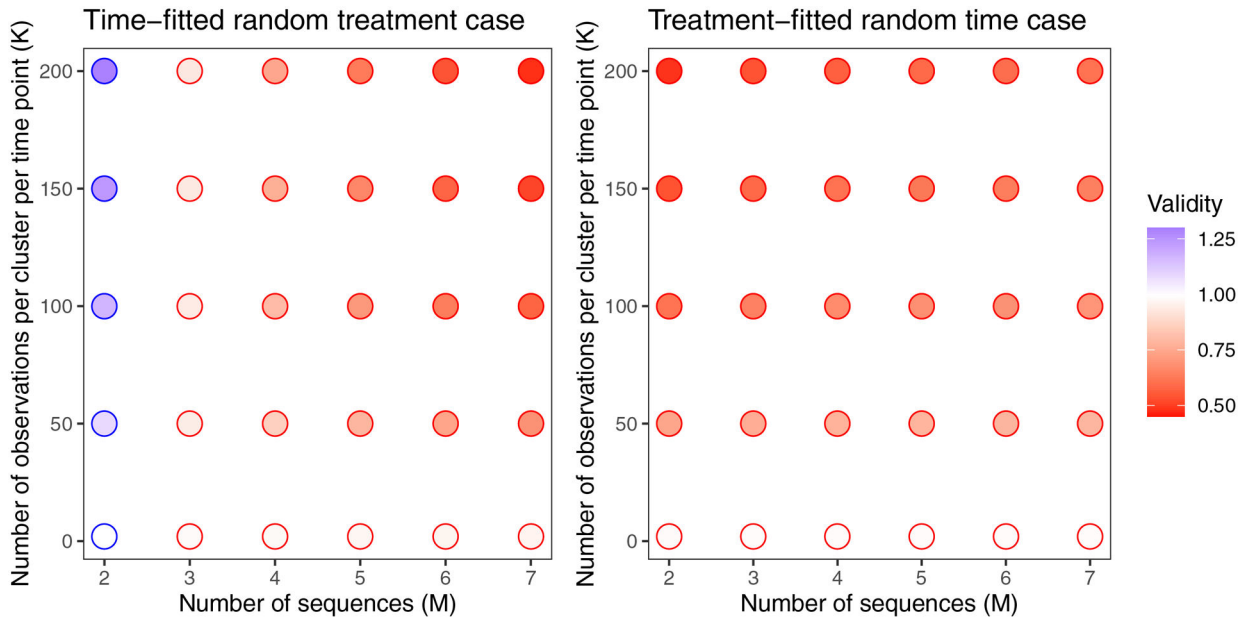 Time−fitted random treatment case
Number of observations per cluster per time point (K)
200
150
100
50
0
2 3 4 5 6 7
Number of sequences (M)
Treatment−fitted random time case
Number of observations per cluster per time point (K)
200
150
100
50
0
2 3 4 5 6 7
Number of sequences (M)
Validity
1.25
1.00
0.75
0.50